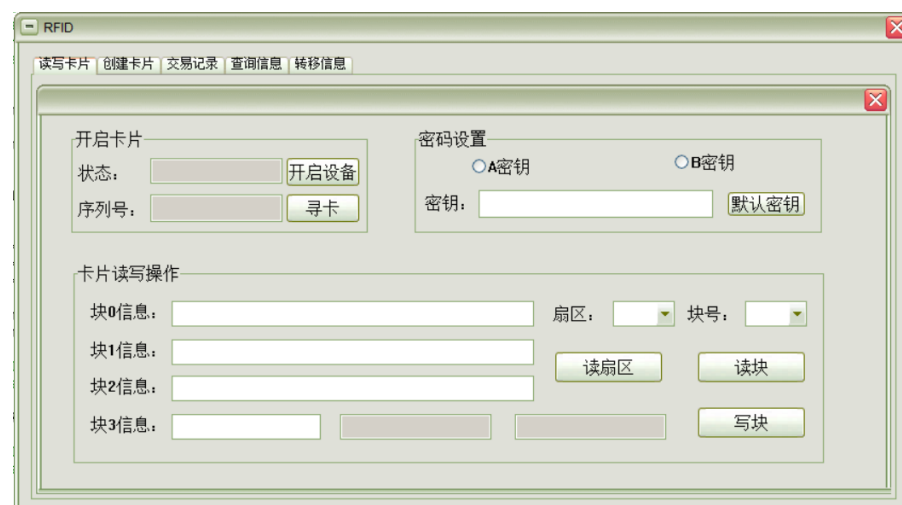 RFID
读写卡片 创建卡片 交易记录 查询信息 转移信息
开启卡片
状态： 开启设备
序列号： 寻卡
密码设置
A密钥 B密钥
密钥： 默认密钥
卡片读写操作
块0信息： 扇区： 块号：
块1信息：
读扇区 读块
块2信息：
块3信息： 写块